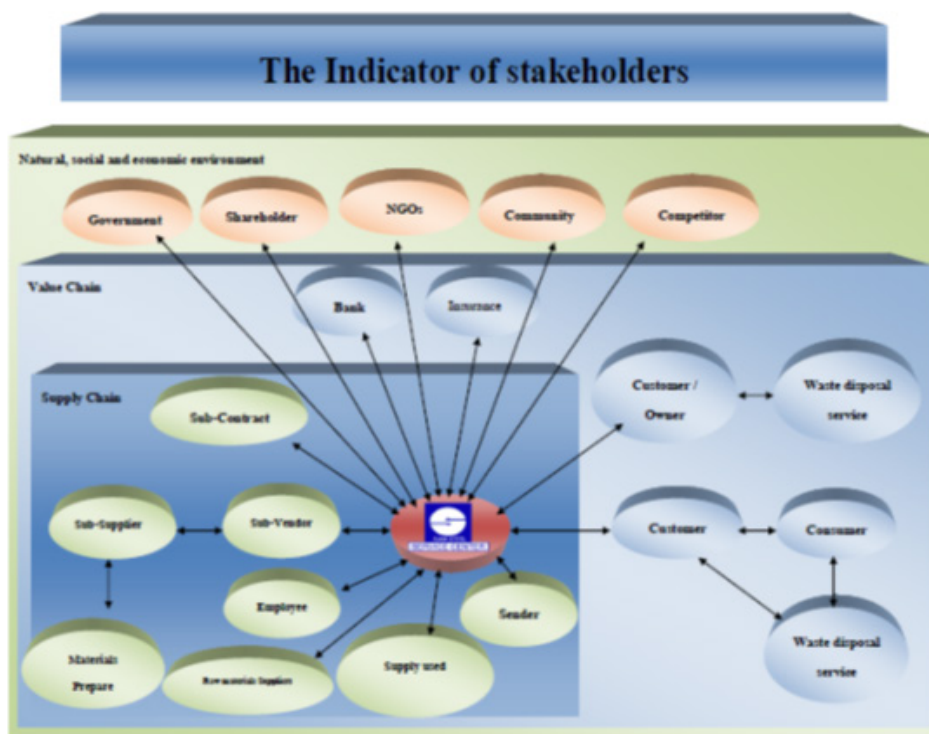 The Indicator of stakeholders
Natural, social and economic environment
Government
Shareholder
NGOs
Community
Competitor
Value Chain
Bank
Insurance
Supply Chain
Sub-Contract
Customer /
Owner
Waste disposal
service
Sub-Supplier
Sub-Vendor
SERVICE CENTER
Customer
Consumer
Employee
Sender
Materials
Prepare
Raw materials Suppliers
Supply used
Waste disposal
service